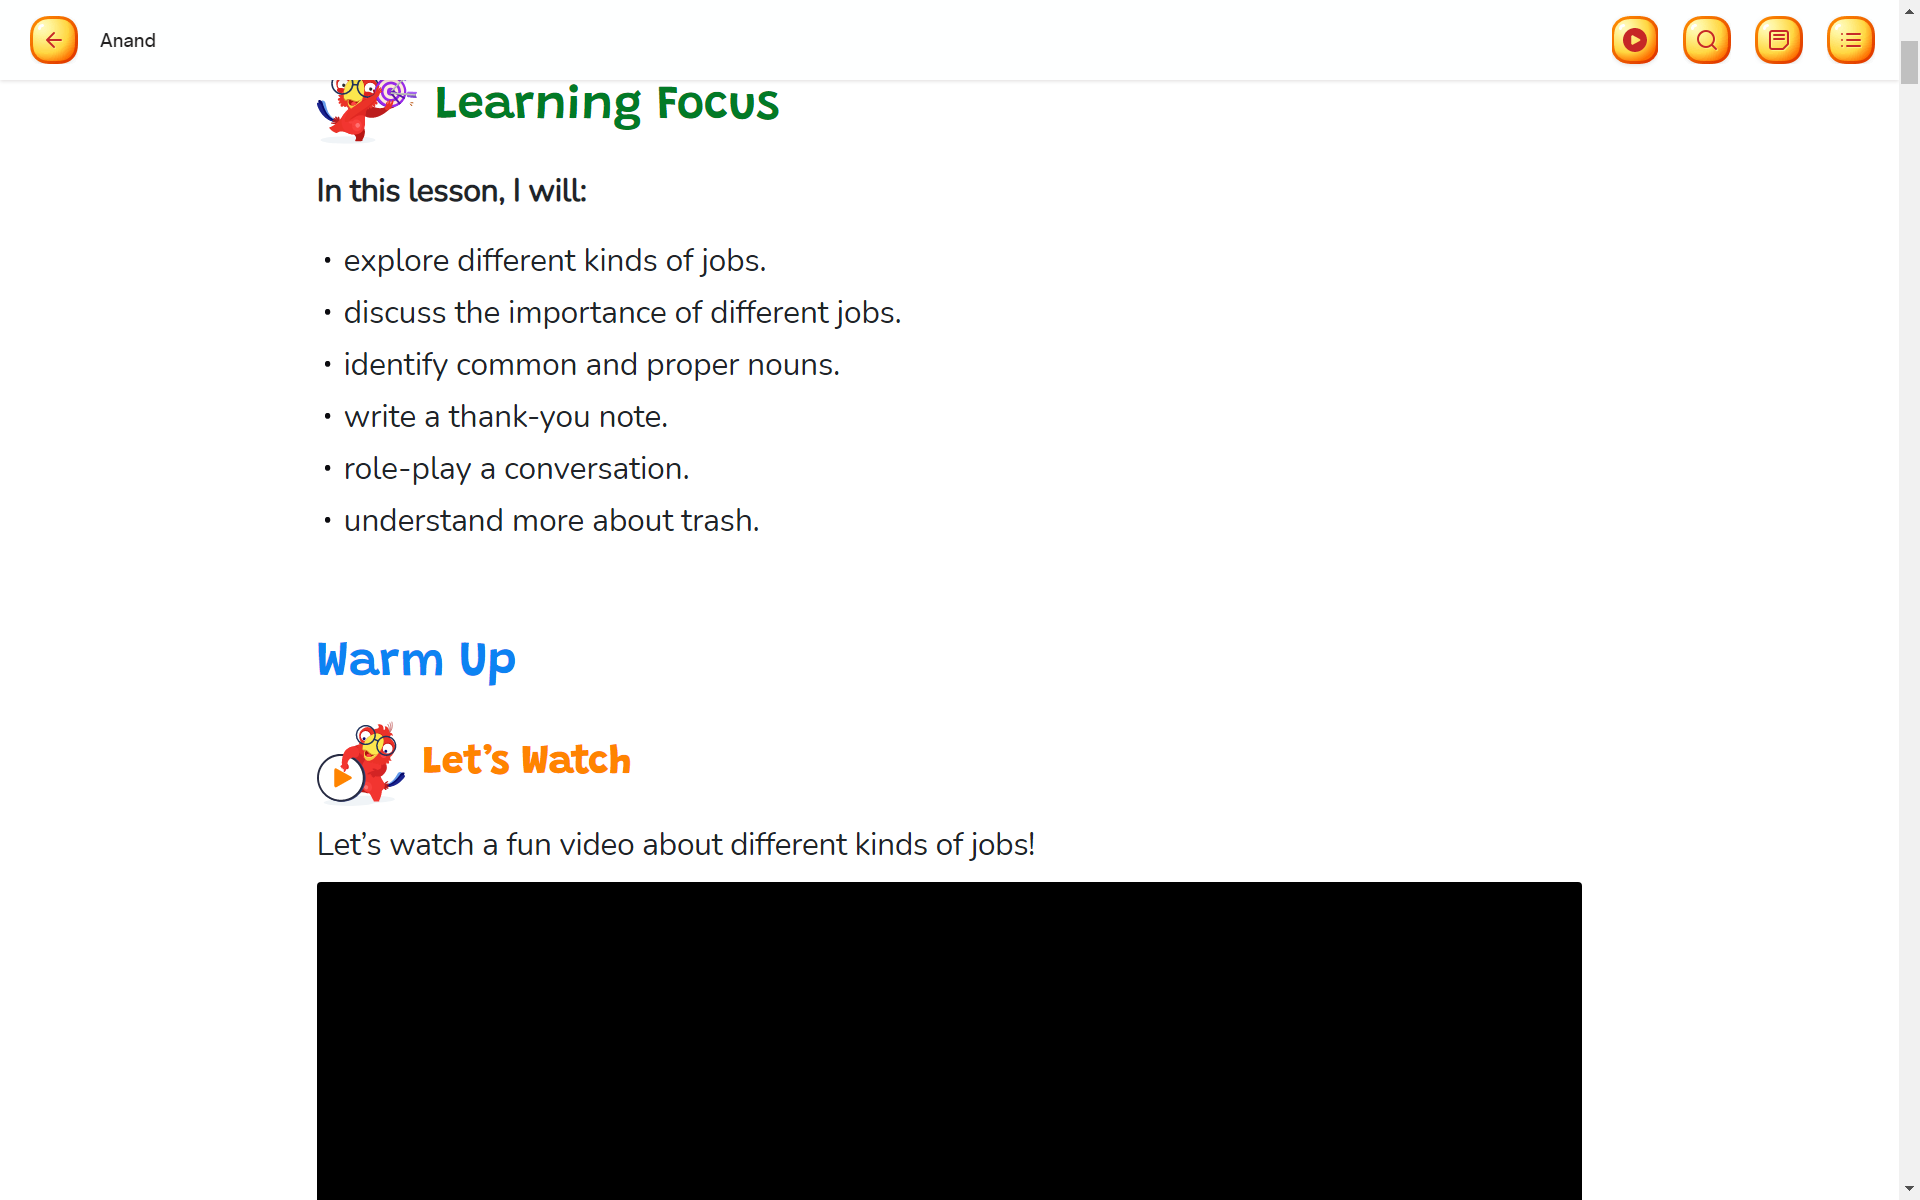 Anand
Learning Focus
In this lesson, I will:
• explore different kinds of jobs.
• discuss the importance of different jobs.
• identify common and proper nouns.
• write a thank-you note.
• role-play a conversation.
• understand more about trash.
Warm Up
Let’s Watch
Let’s watch a fun video about different kinds of jobs!